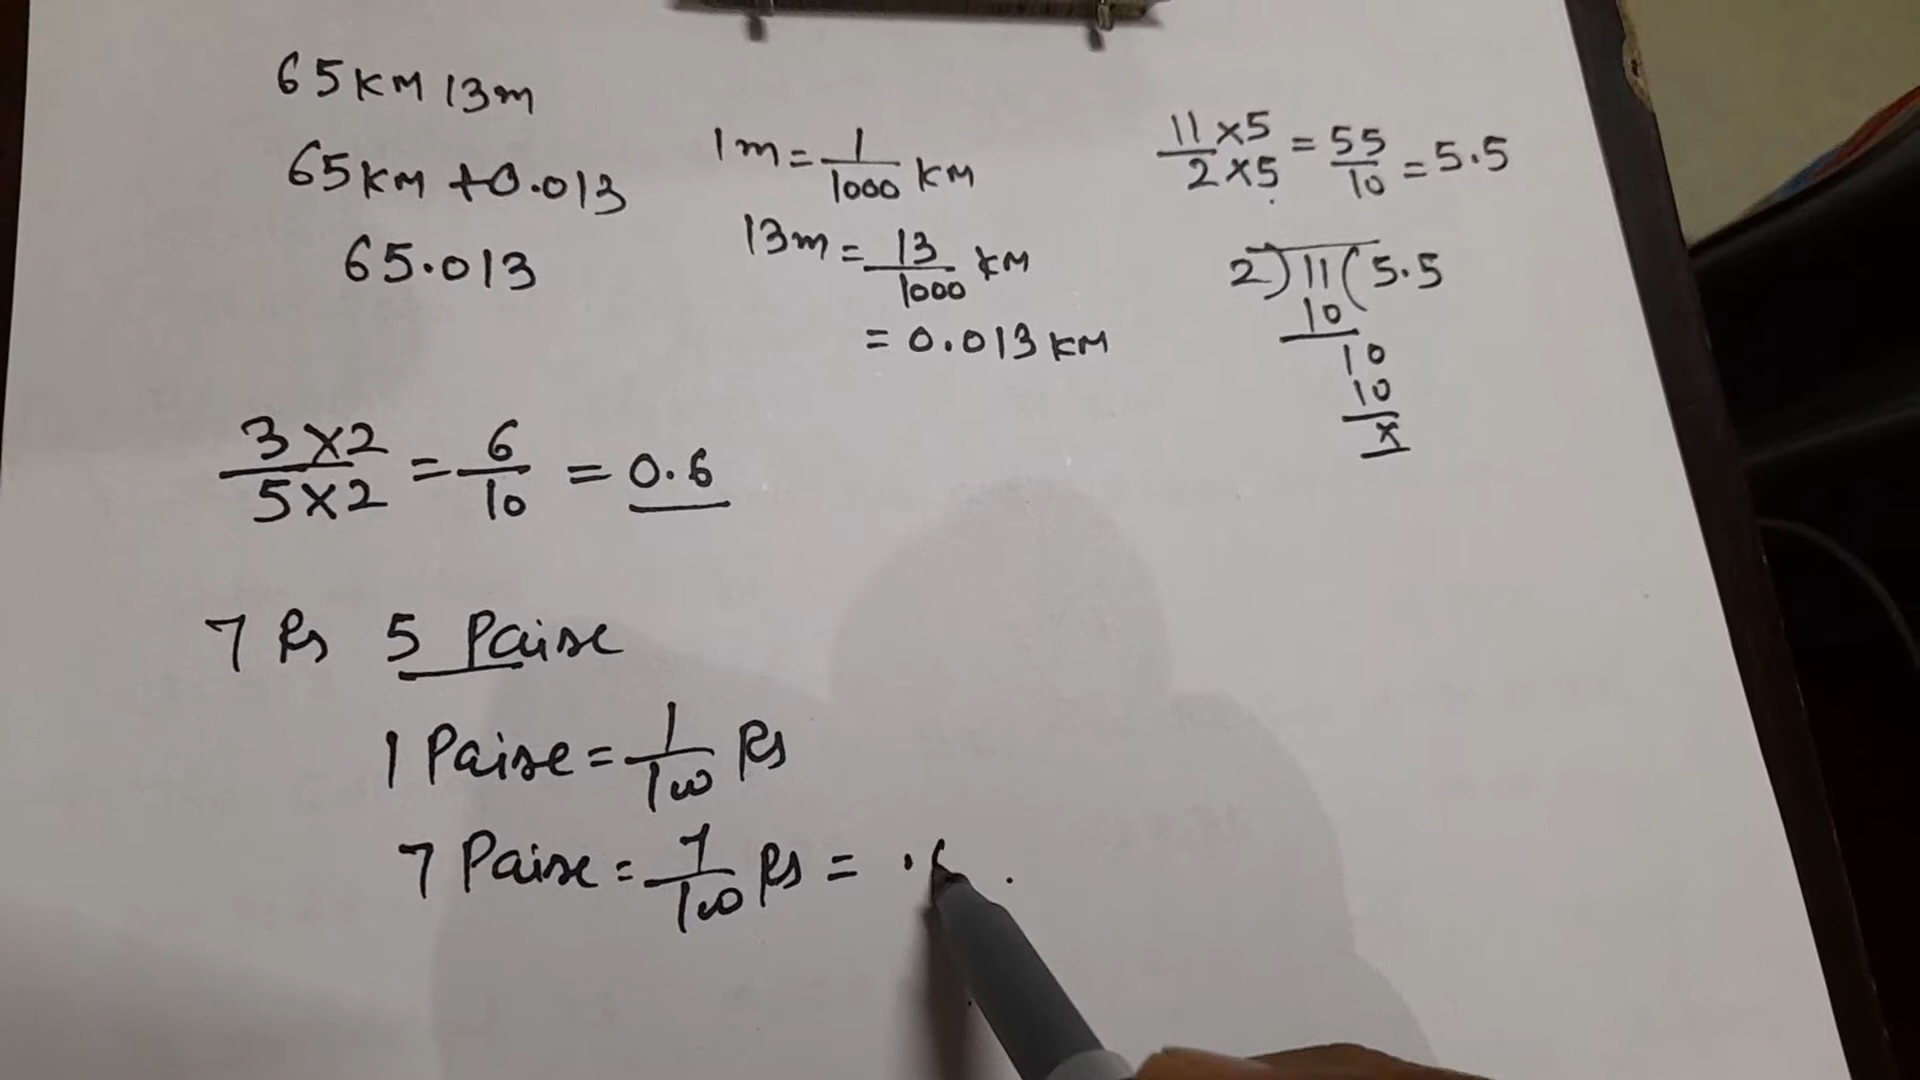 65KM 13m
65KM + 0.013
65.013
1m = 1/1000 KM
13m = 13/1000 KM
= 0.013 KM
11×5/2×5 = 55/10 = 5.5
2)11(5.5
10
10
10
×
3×2/5×2 = 6/10 = 0.6
7 Rs 5 Paise
1 Paise = 1/100 Rs
7 Paise = 7/100 Rs = .